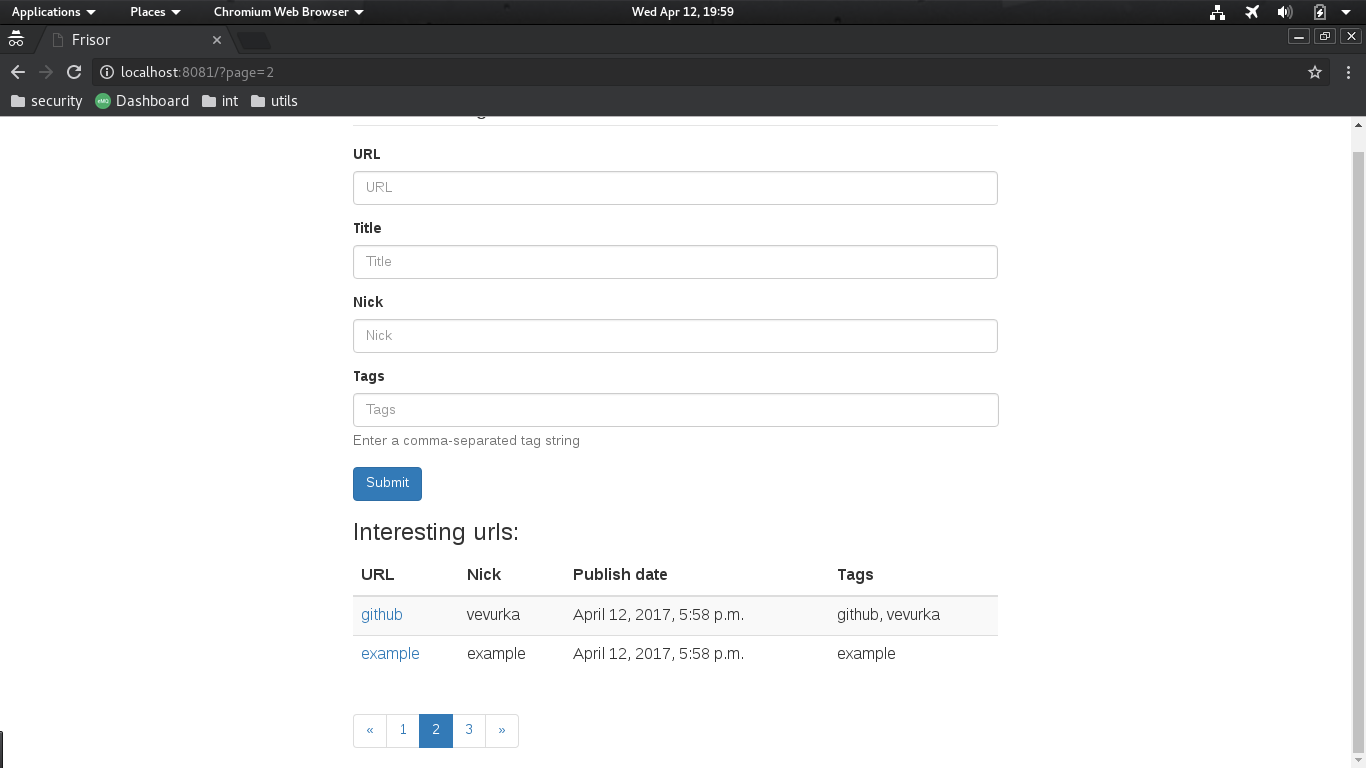 Applications Places Chromium Web Browser Wed Apr 12, 19:59
Frisor
localhost:8081/?page=2
security Dashboard int utils
URL
URL
Title
Title
Nick
Nick
Tags
Tags
Enter a comma-separated tag string
Submit
Interesting urls:
URL Nick Publish date Tags
github vevurka April 12, 2017, 5:58 p.m. github, vevurka
example example April 12, 2017, 5:58 p.m. example
« 1 2 3 »